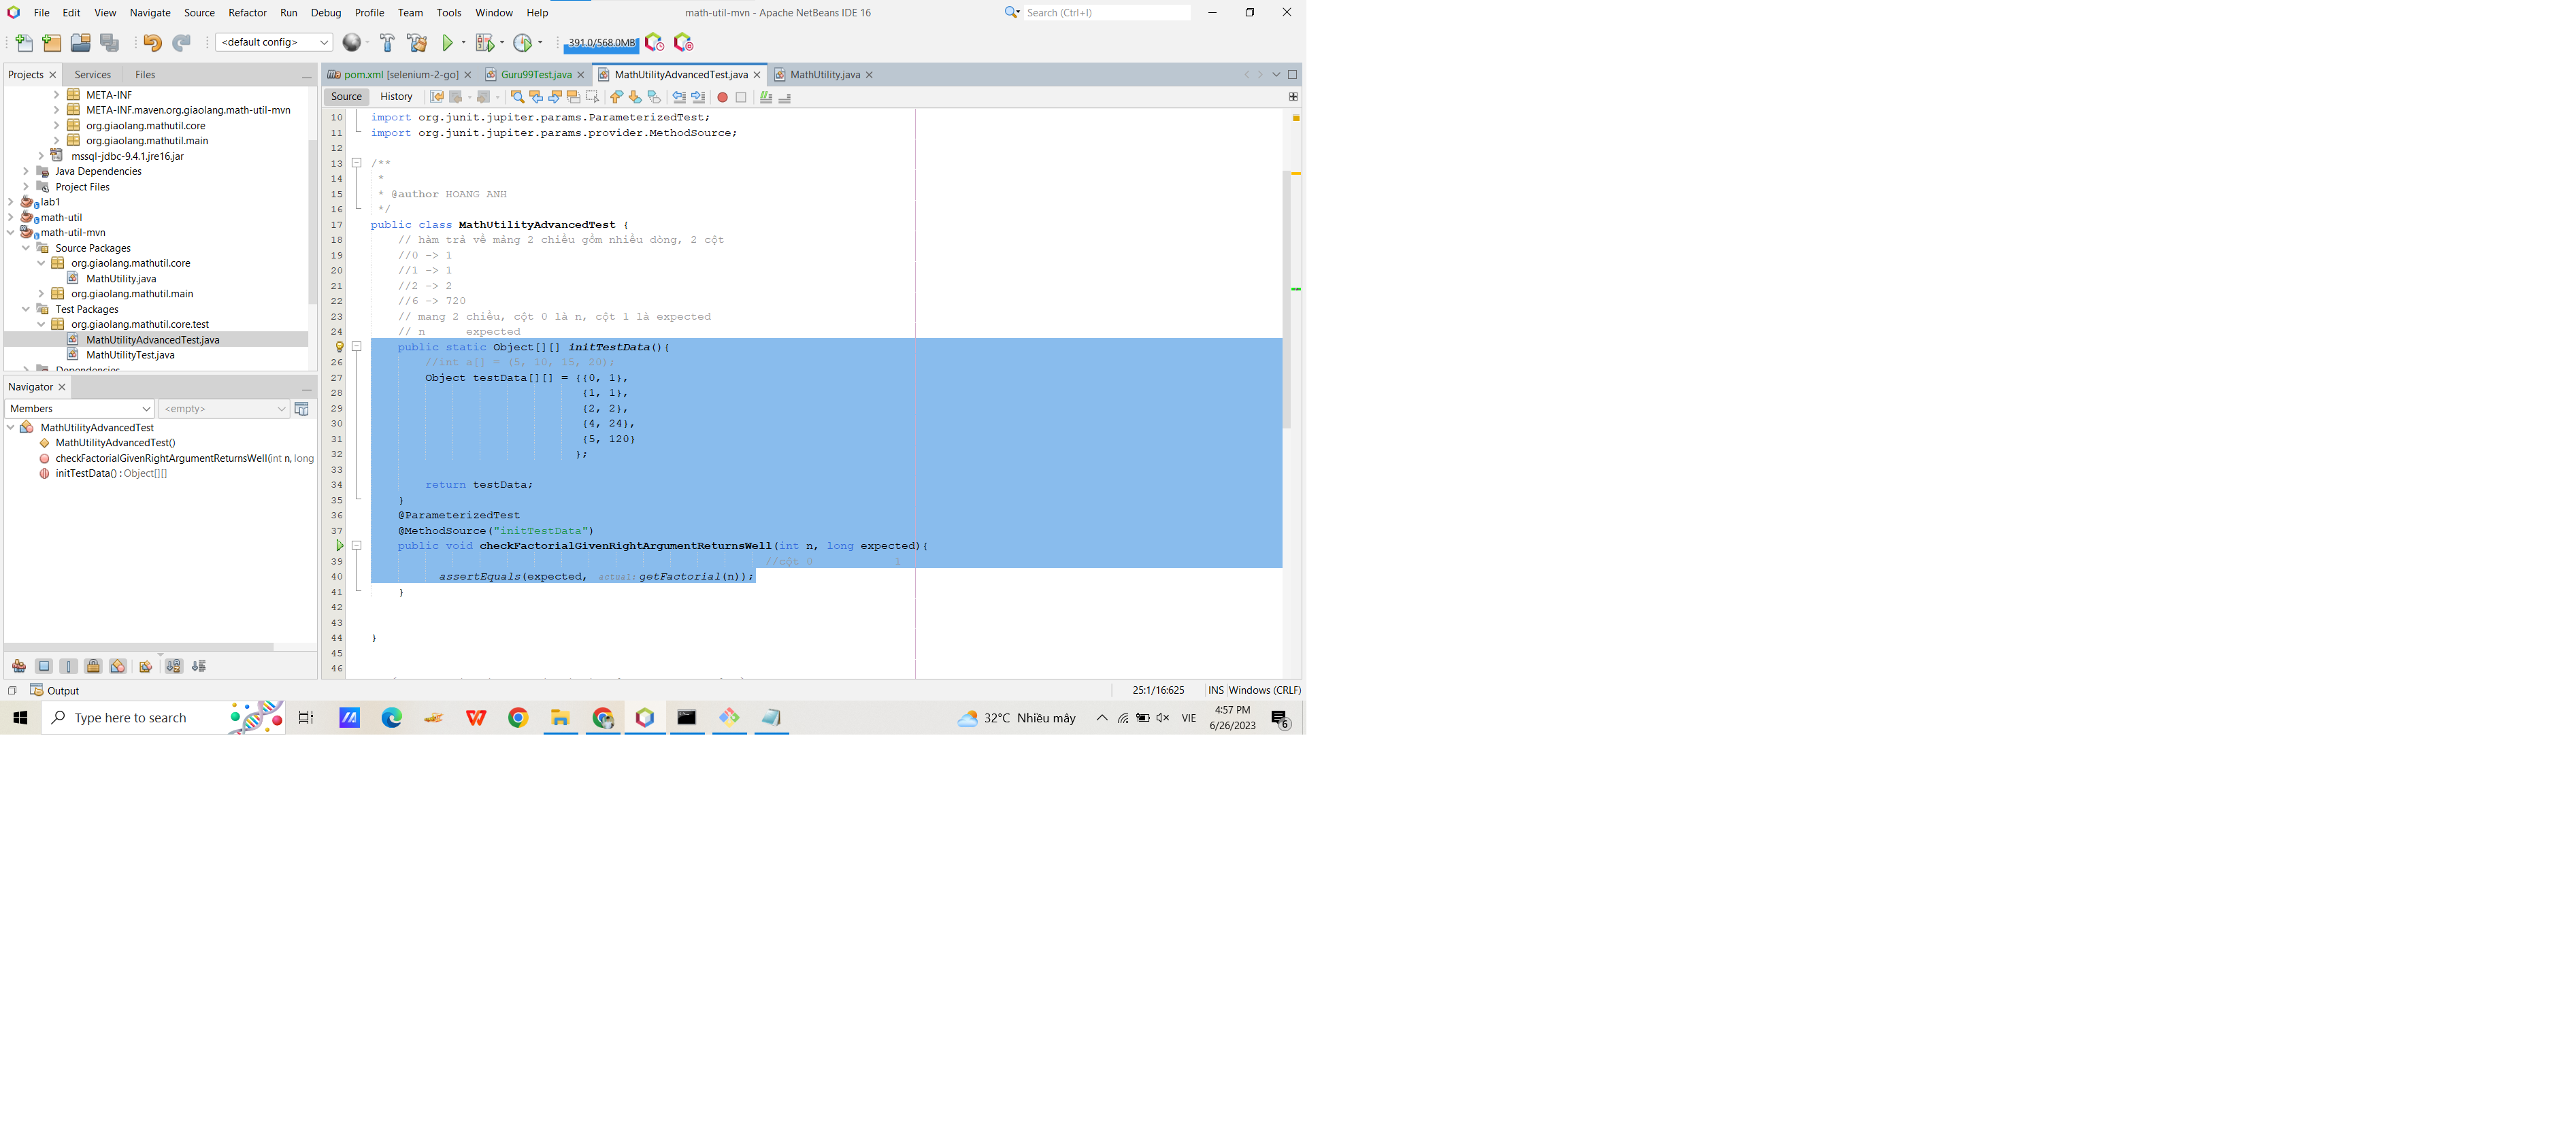 File Edit View Navigate Source Refactor Run Debug Profile Team Tools Window Help
math-util-mvn - Apache NetBeans IDE 16
Search (Ctrl+I)
<default config>
391.0/568.0MB
Projects Services Files
pom.xml [selenium-2-go] Guru99Test.java MathUtilityAdvancedTest.java MathUtility.java
Source History
META-INF
META-INF.maven.org.giaolang.math-util-mvn
org.giaolang.mathutil.core
org.giaolang.mathutil.main
mssql-jdbc-9.4.1.jre16.jar
Java Dependencies
Project Files
lab1
math-util
math-util-mvn
Source Packages
org.giaolang.mathutil.core
MathUtility.java
org.giaolang.mathutil.main
Test Packages
org.giaolang.mathutil.core.test
MathUtilityAdvancedTest.java
MathUtilityTest.java
Dependencies
Navigator
Members <empty>
MathUtilityAdvancedTest
MathUtilityAdvancedTest()
checkFactorialGivenRightArgumentReturnsWell(int n, long
initTestData() : Object[][]
10 import org.junit.jupiter.params.ParameterizedTest;
11 import org.junit.jupiter.params.provider.MethodSource;
12
13 /**
14 *
15 * @author HOANG ANH
16 */
17 public class MathUtilityAdvancedTest {
18 // hàm trả về mảng 2 chiều gồm nhiều dòng, 2 cột
19 //0 -> 1
20 //1 -> 1
21 //2 -> 2
22 //6 -> 720
23 // mang 2 chiều, cột 0 là n, cột 1 là expected
24 // n expected
public static Object[][] initTestData(){
26 //int a[] = {5, 10, 15, 20};
27 Object testData[][] = {{0, 1},
28 {1, 1},
29 {2, 2},
30 {4, 24},
31 {5, 120}
32 };
33
34 return testData;
35 }
36 @ParameterizedTest
37 @MethodSource("initTestData")
public void checkFactorialGivenRightArgumentReturnsWell(int n, long expected){
39 //cột 0 1
40 assertEquals(expected, actual: getFactorial(n));
41 }
42
43
44 }
45
46
Output
25:1/16:625 INS Windows (CRLF)
Type here to search
32°C Nhiều mây
VIE
4:57 PM
6/26/2023
6